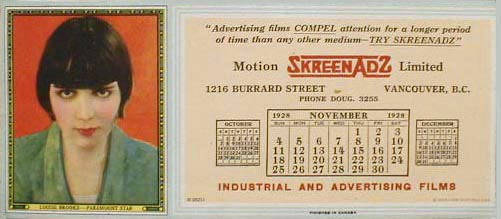 LOUISE BROOKS—PARAMOUNT STAR
"Advertising films COMPEL attention for a longer period
of time than any other medium—TRY SKREENADZ"
Motion SKREENADZ Limited
1216 BURRARD STREET VANCOUVER, B.C.
PHONE DOUG. 3255
OCTOBER
1928 NOVEMBER 1928
SUN. MON. TUE. WED. THU. FRI. SAT.
1 2 3
4 5 6 7 8 9 10
11 12 13 14 15 16 17
18 19 20 21 22 23 24
25 26 27 28 29 30
DECEMBER
INDUSTRIAL AND ADVERTISING FILMS